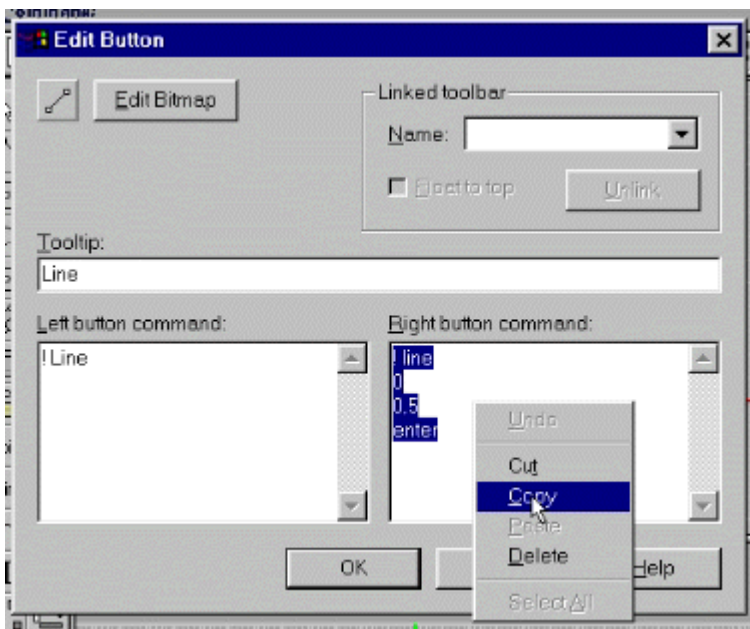 Edit Button
Edit Bitmap
Linked toolbar
Name:
Float to top
Unlink
Tooltip:
Line
Left button command:
Right button command:
! Line
! line
0
0.5
enter
Undo
Cut
Copy
Paste
Delete
Select All
OK
Help